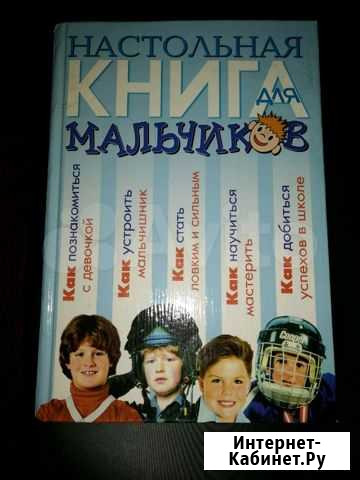 НАСТОЛЬНАЯ
КНИГА
ДЛЯ
МАЛЬЧИКОВ
Как познакомиться
с девочкой
Как устроить
мальчишник
Как стать
ловким и сильным
Как научиться
мастерить
Как добиться
успехов в школе
Интернет-
Кабинет.Ру